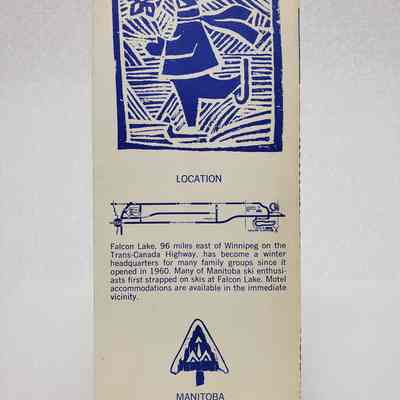 LOCATION
Falcon Lake, 96 miles east of Winnipeg on the
Trans-Canada Highway, has become a winter
headquarters for many family groups since it
opened in 1960. Many of Manitoba ski enthusi-
asts first strapped on skis at Falcon Lake. Motel
accommodations are available in the immediate
vicinity.
MANITOBA